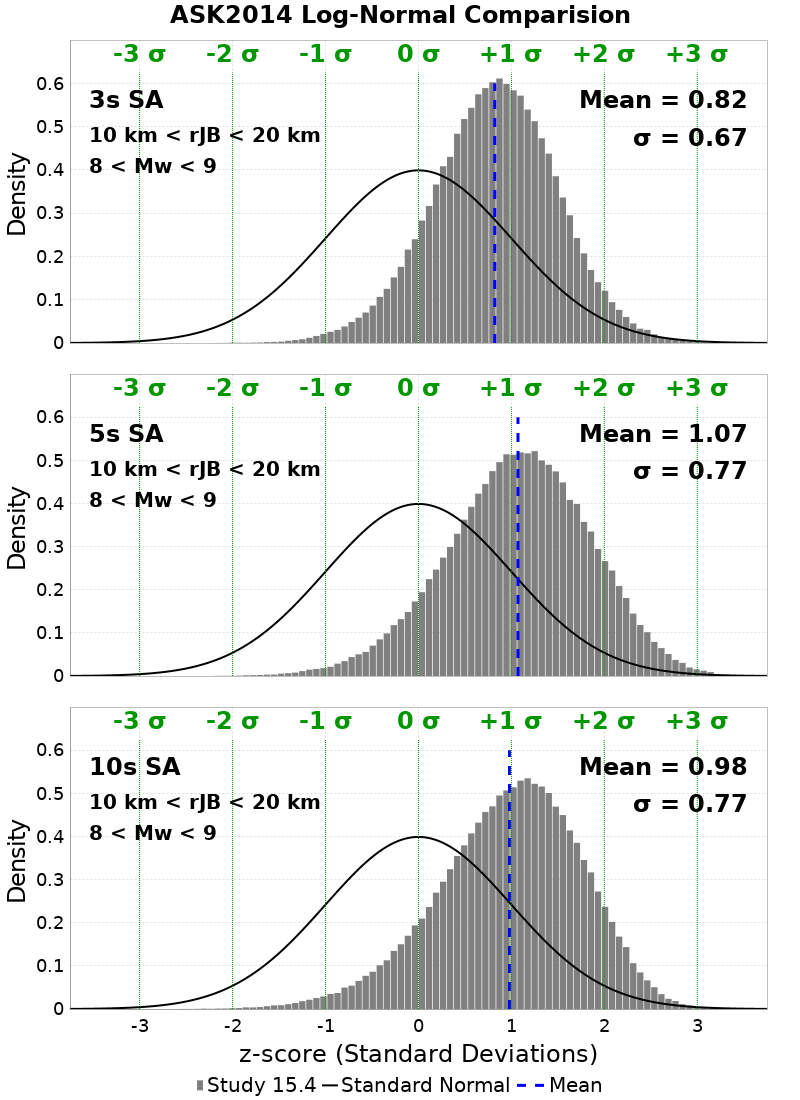 ASK2014 Log-Normal Comparision
-3 σ -2 σ -1 σ 0 σ +1 σ +2 σ +3 σ
3s SA
10 km < rJB < 20 km
8 < Mw < 9
Mean = 0.82
σ = 0.67
Density
0.6
0.5
0.4
0.3
0.2
0.1
0
-3 σ -2 σ -1 σ 0 σ +1 σ +2 σ +3 σ
5s SA
10 km < rJB < 20 km
8 < Mw < 9
Mean = 1.07
σ = 0.77
Density
0.6
0.5
0.4
0.3
0.2
0.1
0
-3 σ -2 σ -1 σ 0 σ +1 σ +2 σ +3 σ
10s SA
10 km < rJB < 20 km
8 < Mw < 9
Mean = 0.98
σ = 0.77
Density
0.6
0.5
0.4
0.3
0.2
0.1
0
-3 -2 -1 0 1 2 3
z-score (Standard Deviations)
Study 15.4 Standard Normal Mean